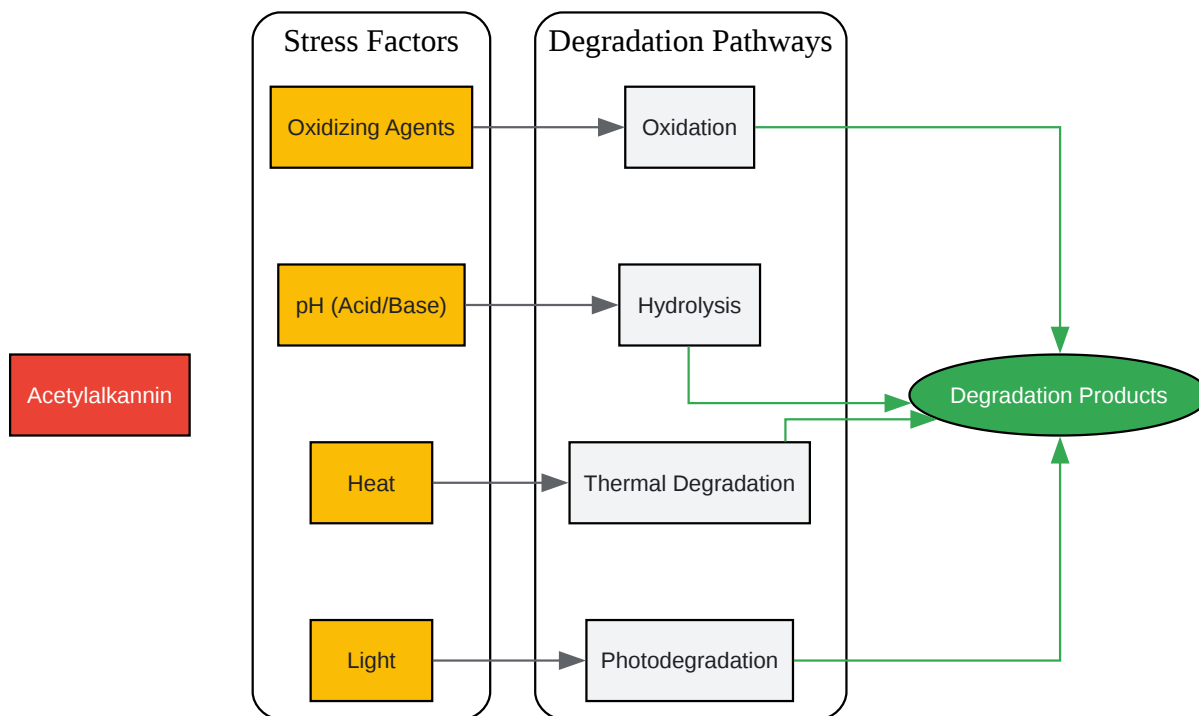 Stress Factors
Degradation Pathways
Oxidizing Agents
Oxidation
pH (Acid/Base)
Hydrolysis
Acetylalkannin
Degradation Products
Heat
Thermal Degradation
Light
Photodegradation